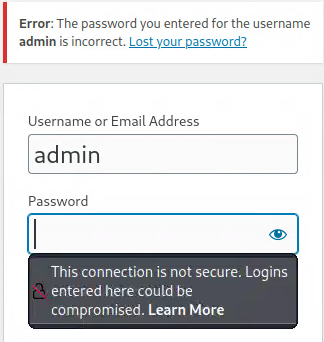 Error: The password you entered for the username
admin is incorrect. Lost your password?
Username or Email Address
admin
Password
This connection is not secure. Logins
entered here could be
compromised. Learn More